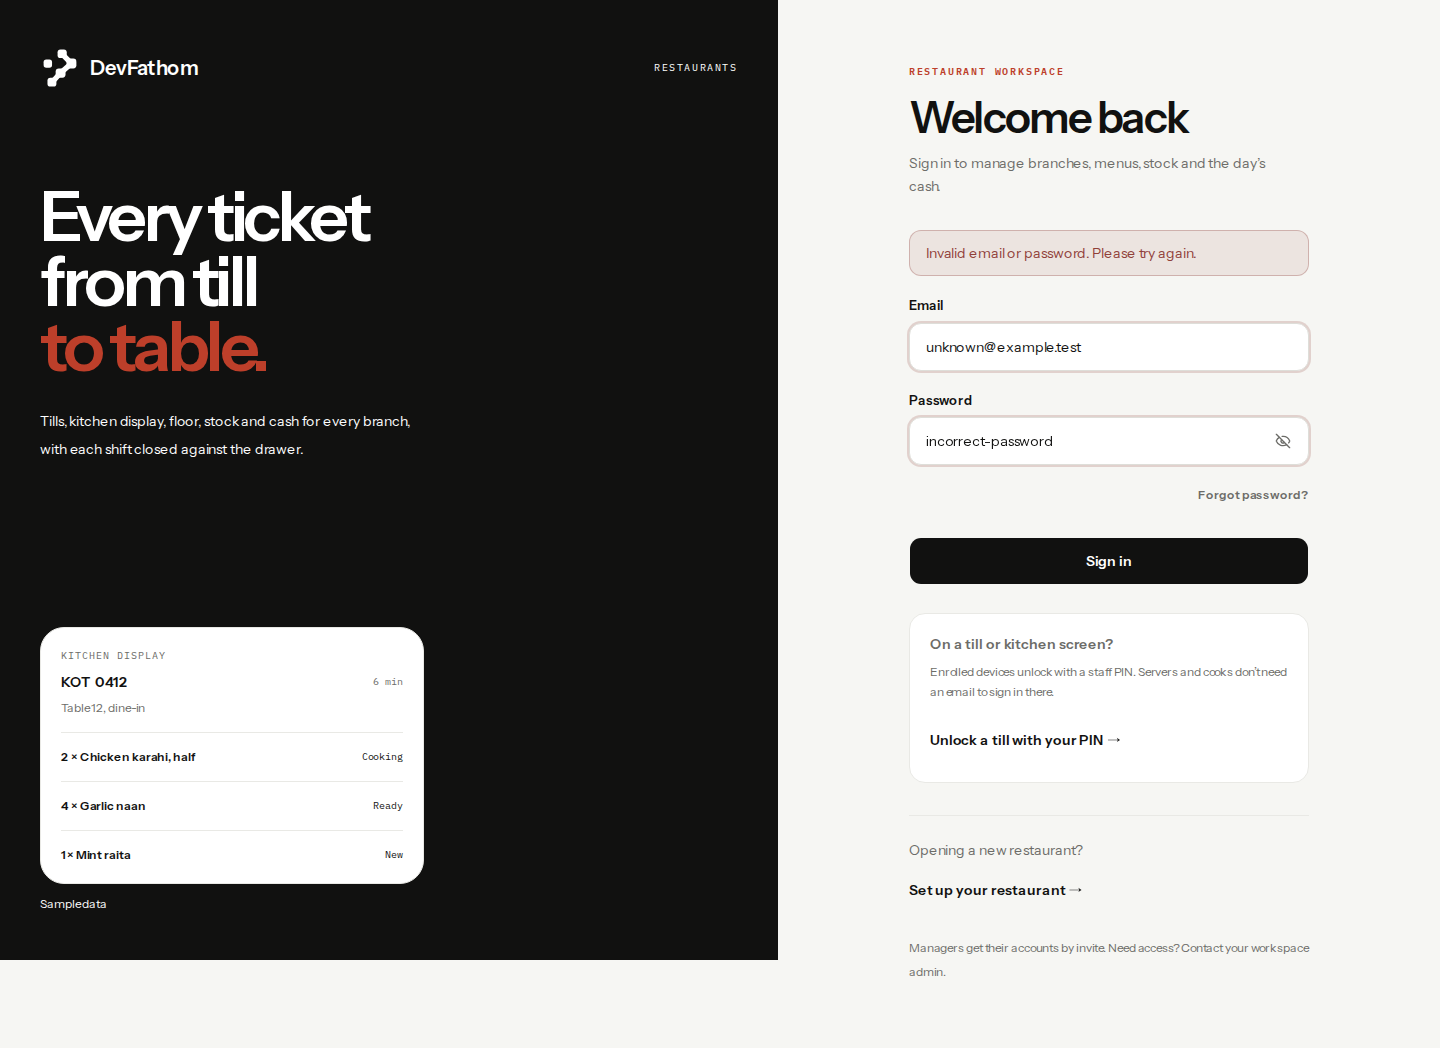 DevFathom
RESTAURANTS
Every ticket
from till
to table.
Tills, kitchen display, floor, stock and cash for every branch,
with each shift closed against the drawer.
KITCHEN DISPLAY
KOT 0412
6 min
Table 12, dine-in
2 × Chicken karahi, half
Cooking
4 × Garlic naan
Ready
1 × Mint raita
New
Sample data
RESTAURANT WORKSPACE
Welcome back
Sign in to manage branches, menus, stock and the day's
cash.
Invalid email or password. Please try again.
Email
unknown@example.test
Password
incorrect-password
Forgot password?
Sign in
On a till or kitchen screen?
Enrolled devices unlock with a staff PIN. Servers and cooks don't need
an email to sign in there.
Unlock a till with your PIN →
Opening a new restaurant?
Set up your restaurant →
Managers get their accounts by invite. Need access? Contact your workspace
admin.